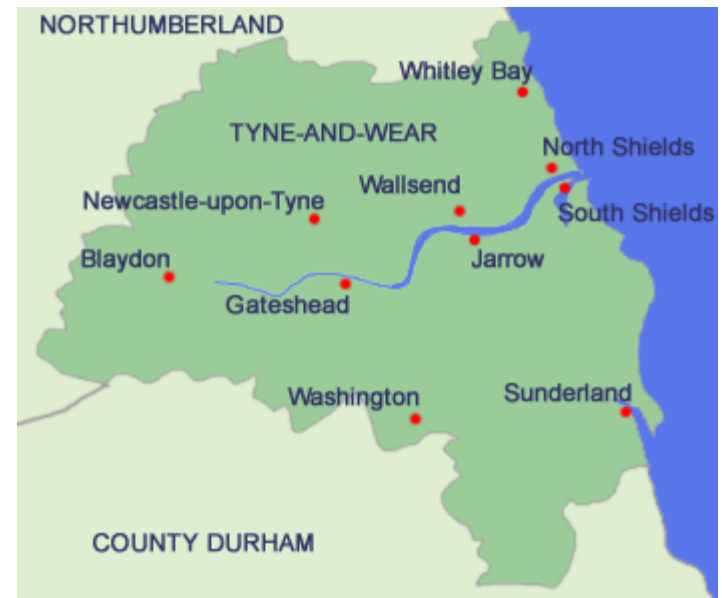 NORTHUMBERLAND
Whitley Bay
TYNE-AND-WEAR
North Shields
Wallsend
Newcastle-upon-Tyne
South Shields
Blaydon
Jarrow
Gateshead
Washington
Sunderland
COUNTY DURHAM